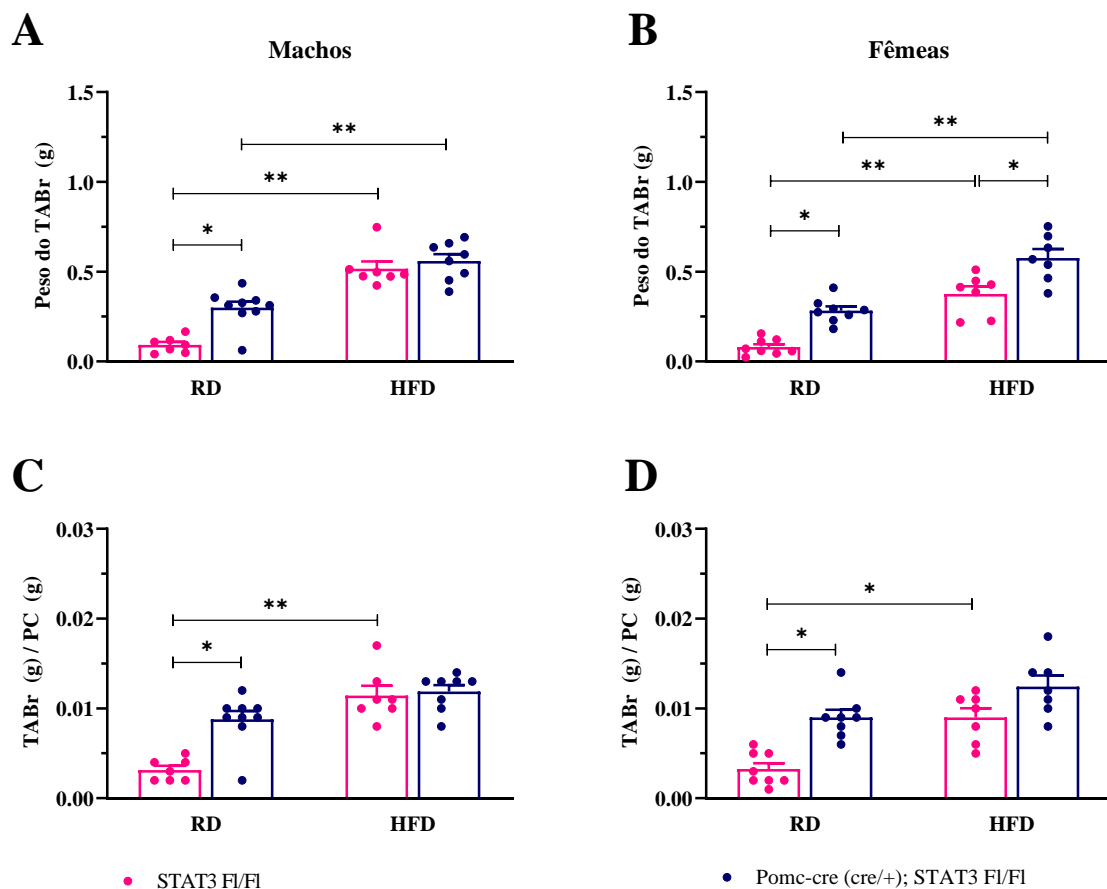 A
Machos
Peso do TABr (g)
1.5
1.0
0.5
0.0
**
**
*
RD
HFD
B
Fêmeas
Peso do TABr (g)
1.5
1.0
0.5
0.0
**
**
*
*
RD
HFD
C
TABr (g) / PC (g)
0.03
0.02
0.01
0.00
**
*
RD
HFD
D
TABr (g) / PC (g)
0.03
0.02
0.01
0.00
*
*
RD
HFD
STAT3 Fl/Fl
Pomc-cre (cre/+); STAT3 Fl/Fl